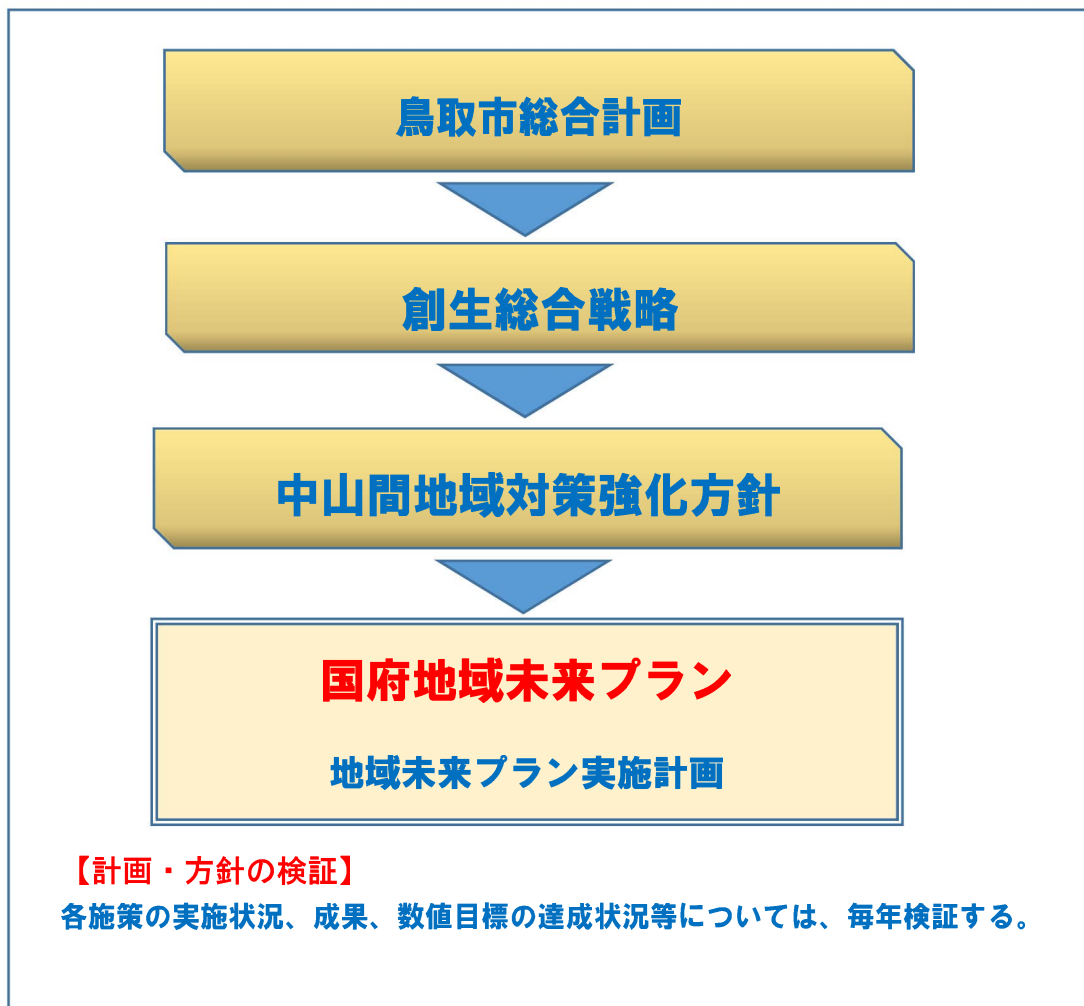 鳥取市総合計画
創生総合戦略
中山間地域対策強化方針
国府地域未来プラン
地域未来プラン実施計画
【計画・方針の検証】
各施策の実施状況、成果、数値目標の達成状況等については、毎年検証する。